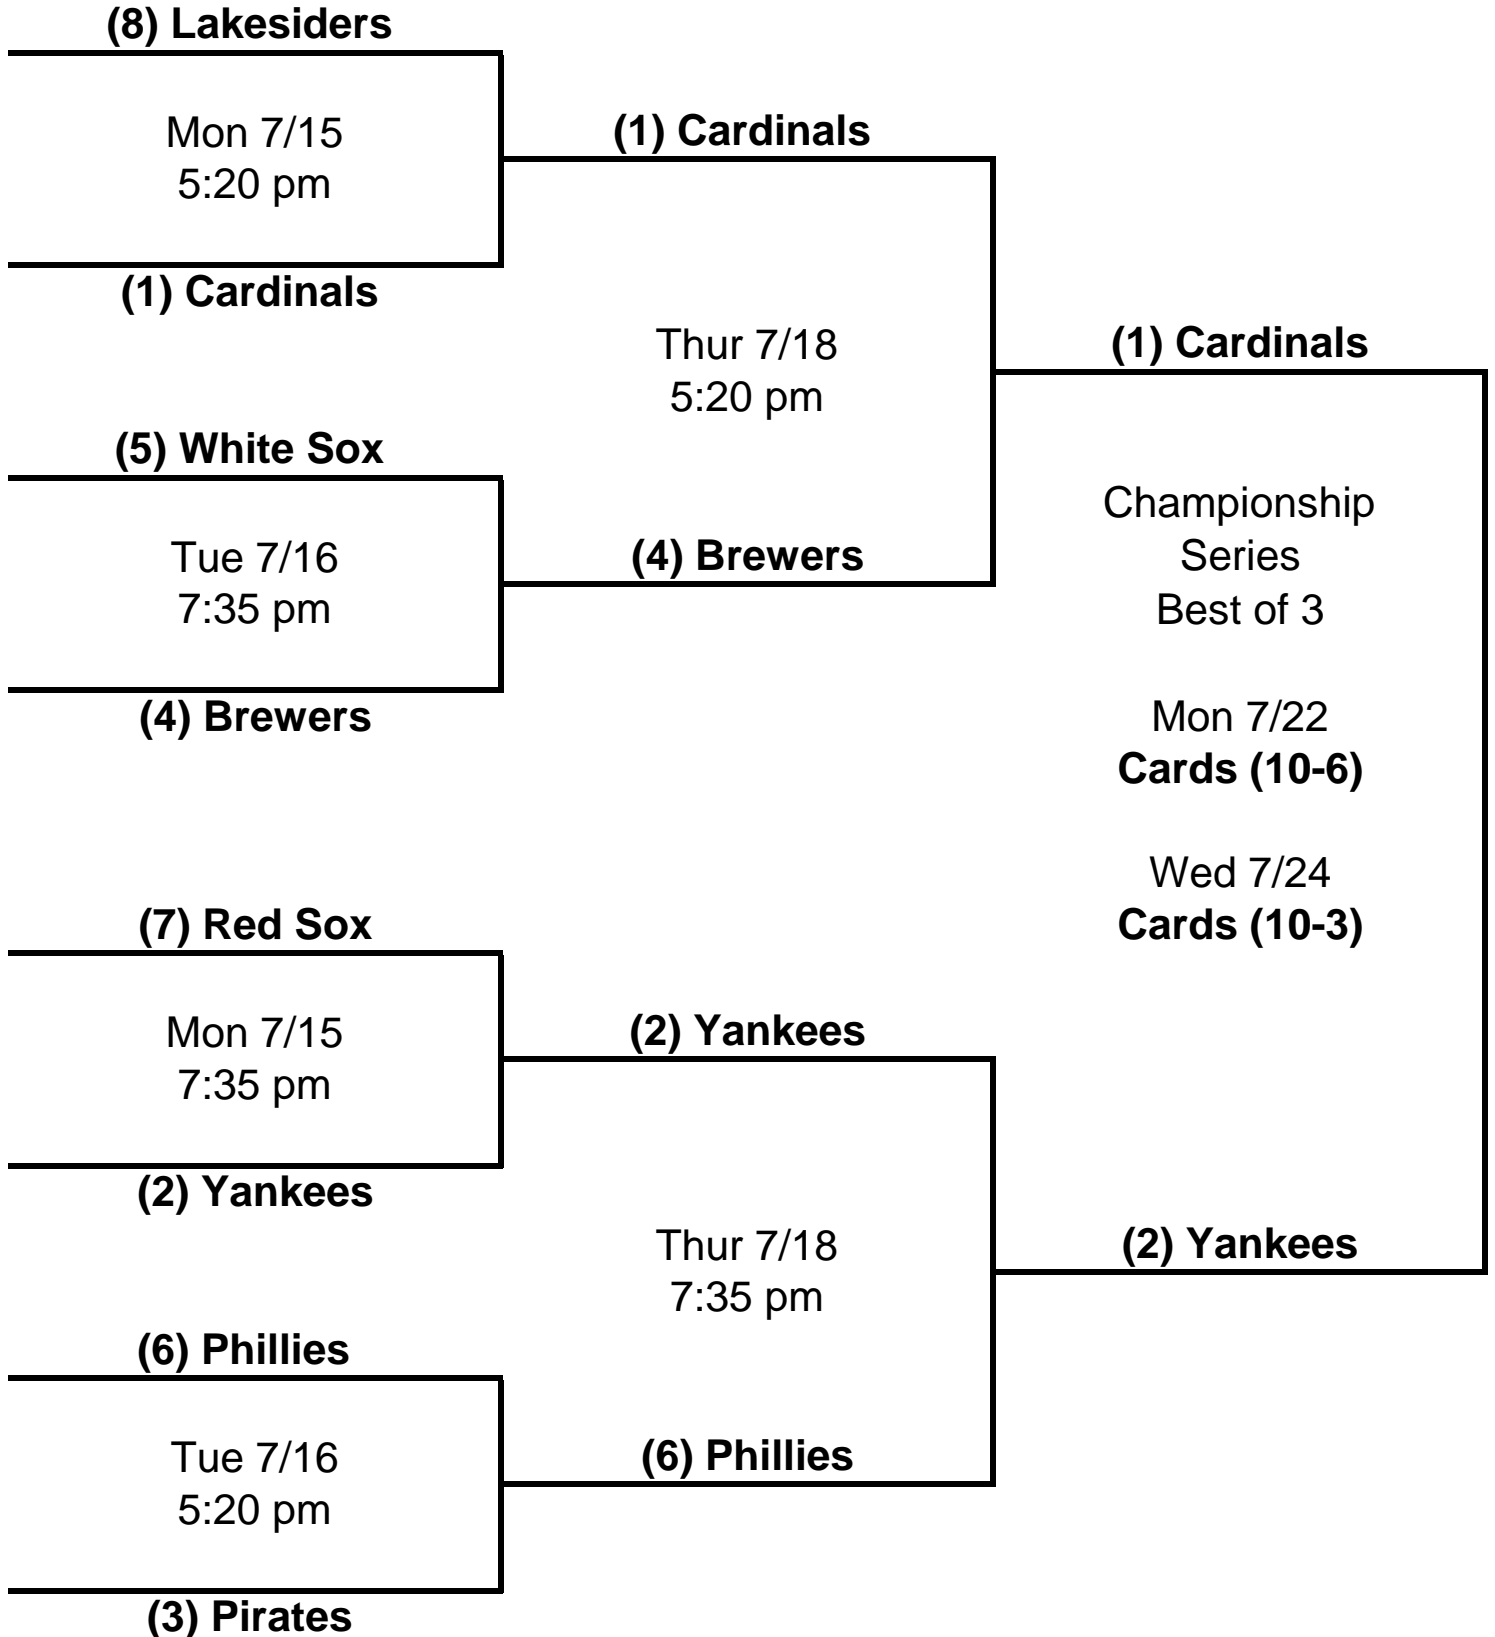 (8) Lakesiders
Mon 7/15
5:20 pm
(1) Cardinals
(5) White Sox
Tue 7/16
7:35 pm
(4) Brewers
(7) Red Sox
Mon 7/15
7:35 pm
(2) Yankees
(6) Phillies
Tue 7/16
5:20 pm
(3) Pirates
(1) Cardinals
Thur 7/18
5:20 pm
(4) Brewers
(2) Yankees
Thur 7/18
7:35 pm
(6) Phillies
(1) Cardinals
Championship
Series
Best of 3
Mon 7/22
Cards (10-6)
Wed 7/24
Cards (10-3)
(2) Yankees